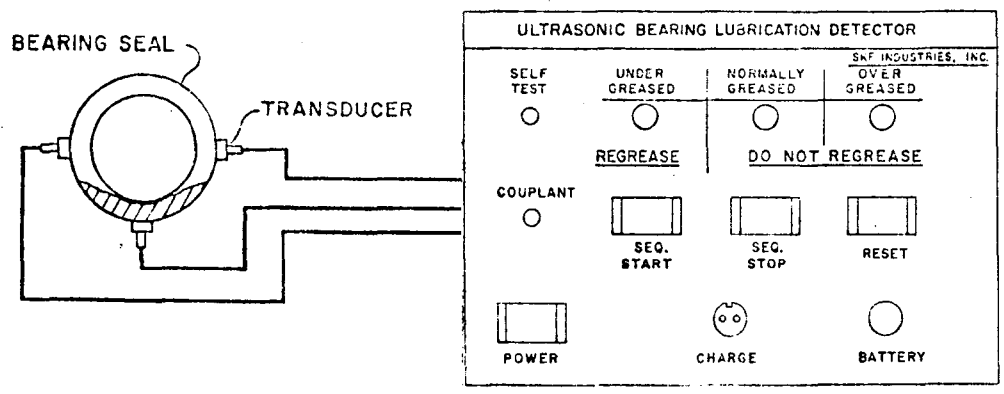 BEARING SEAL
TRANSDUCER
ULTRASONIC BEARING LUBRICATION DETECTOR
SKF INDUSTRIES, INC.
SELF TEST
UNDER GREASED
NORMALLY GREASED
OVER GREASED
REGREASE
DO NOT REGREASE
COUPLANT
SEQ. START
SEQ. STOP
RESET
POWER
CHARGE
BATTERY